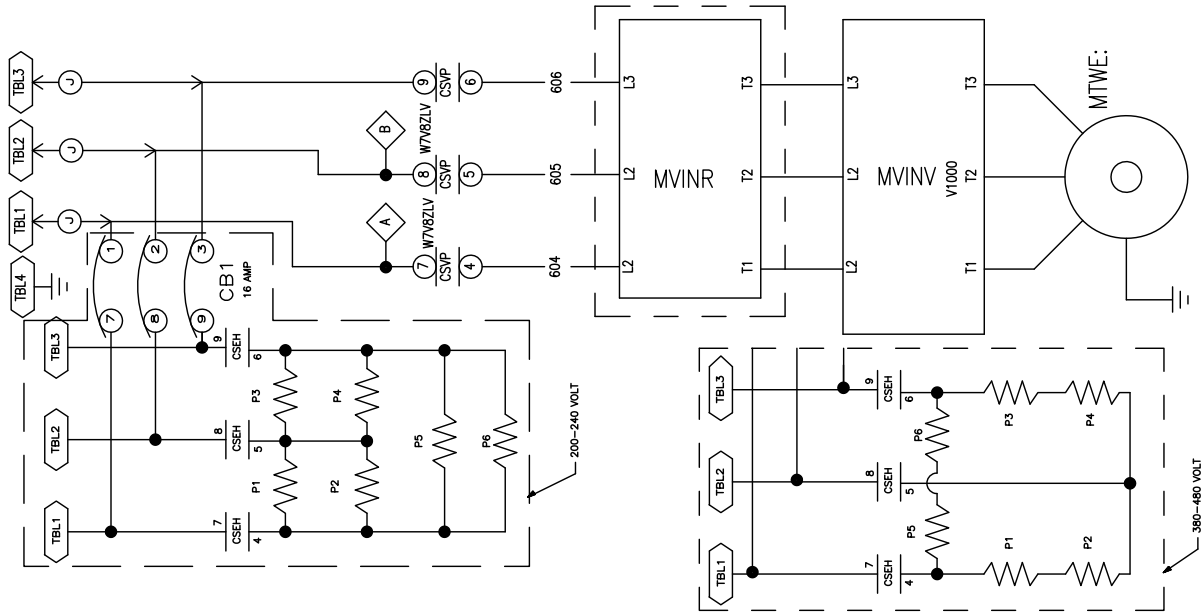 TBL3
TBL2
TBL1
TBL4
J
J
J
1
2
3
7
8
9
CB1
16 AMP
A
B
W7V8ZLV
W7V8ZLV
7
CSVP
4
8
CSVP
5
9
CSVP
6
604
605
606
L2
L2
L3
MVINR
T1
T2
T3
L2
L2
L3
MVINV
V1000
T1
T2
T3
MTWE:
TBL3
TBL2
TBL1
9
CSEH
6
8
CSEH
5
7
CSEH
4
P3
P4
P1
P2
P5
P6
200-240 VOLT
TBL3
TBL2
TBL1
9
CSEH
6
8
CSEH
5
7
CSEH
4
P6
P5
P3
P4
P1
P2
380-480 VOLT